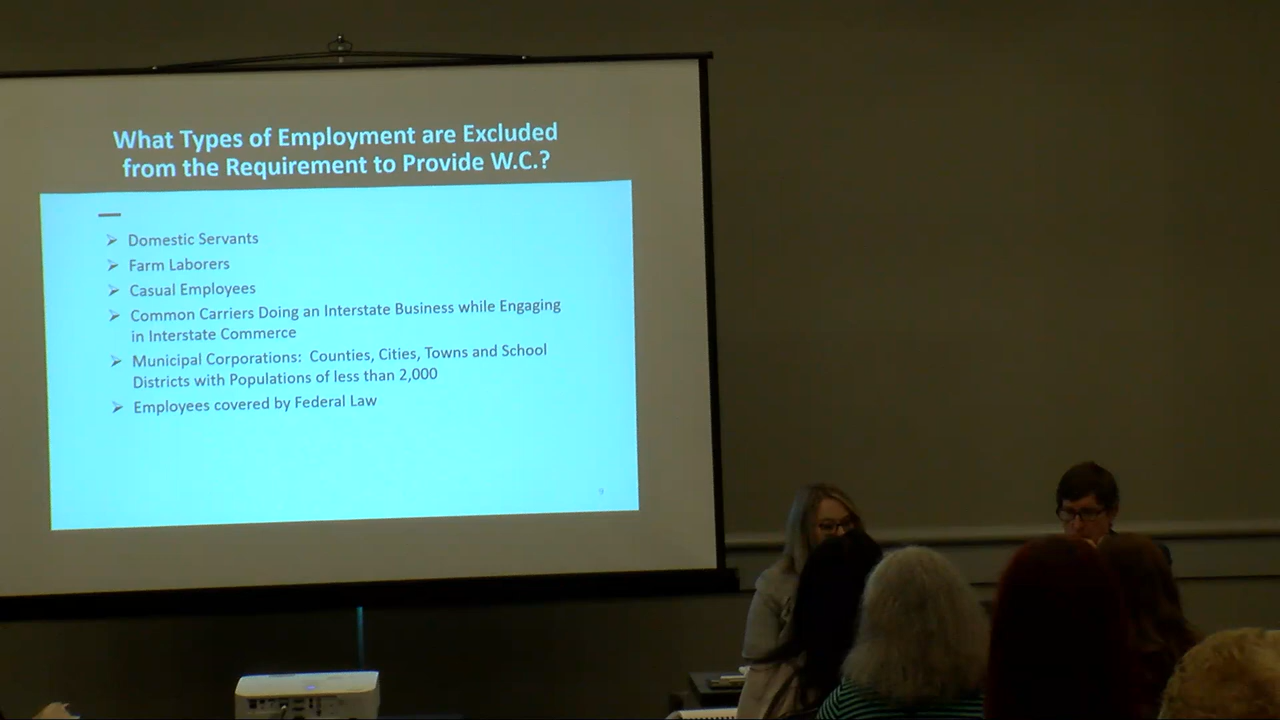 What Types of Employment are Excluded
from the Requirement to Provide W.C.?
Domestic Servants
Farm Laborers
Casual Employees
Common Carriers Doing an Interstate Business while Engaging
in Interstate Commerce
Municipal Corporations: Counties, Cities, Towns and School
Districts with Populations of less than 2,000
Employees covered by Federal Law
9